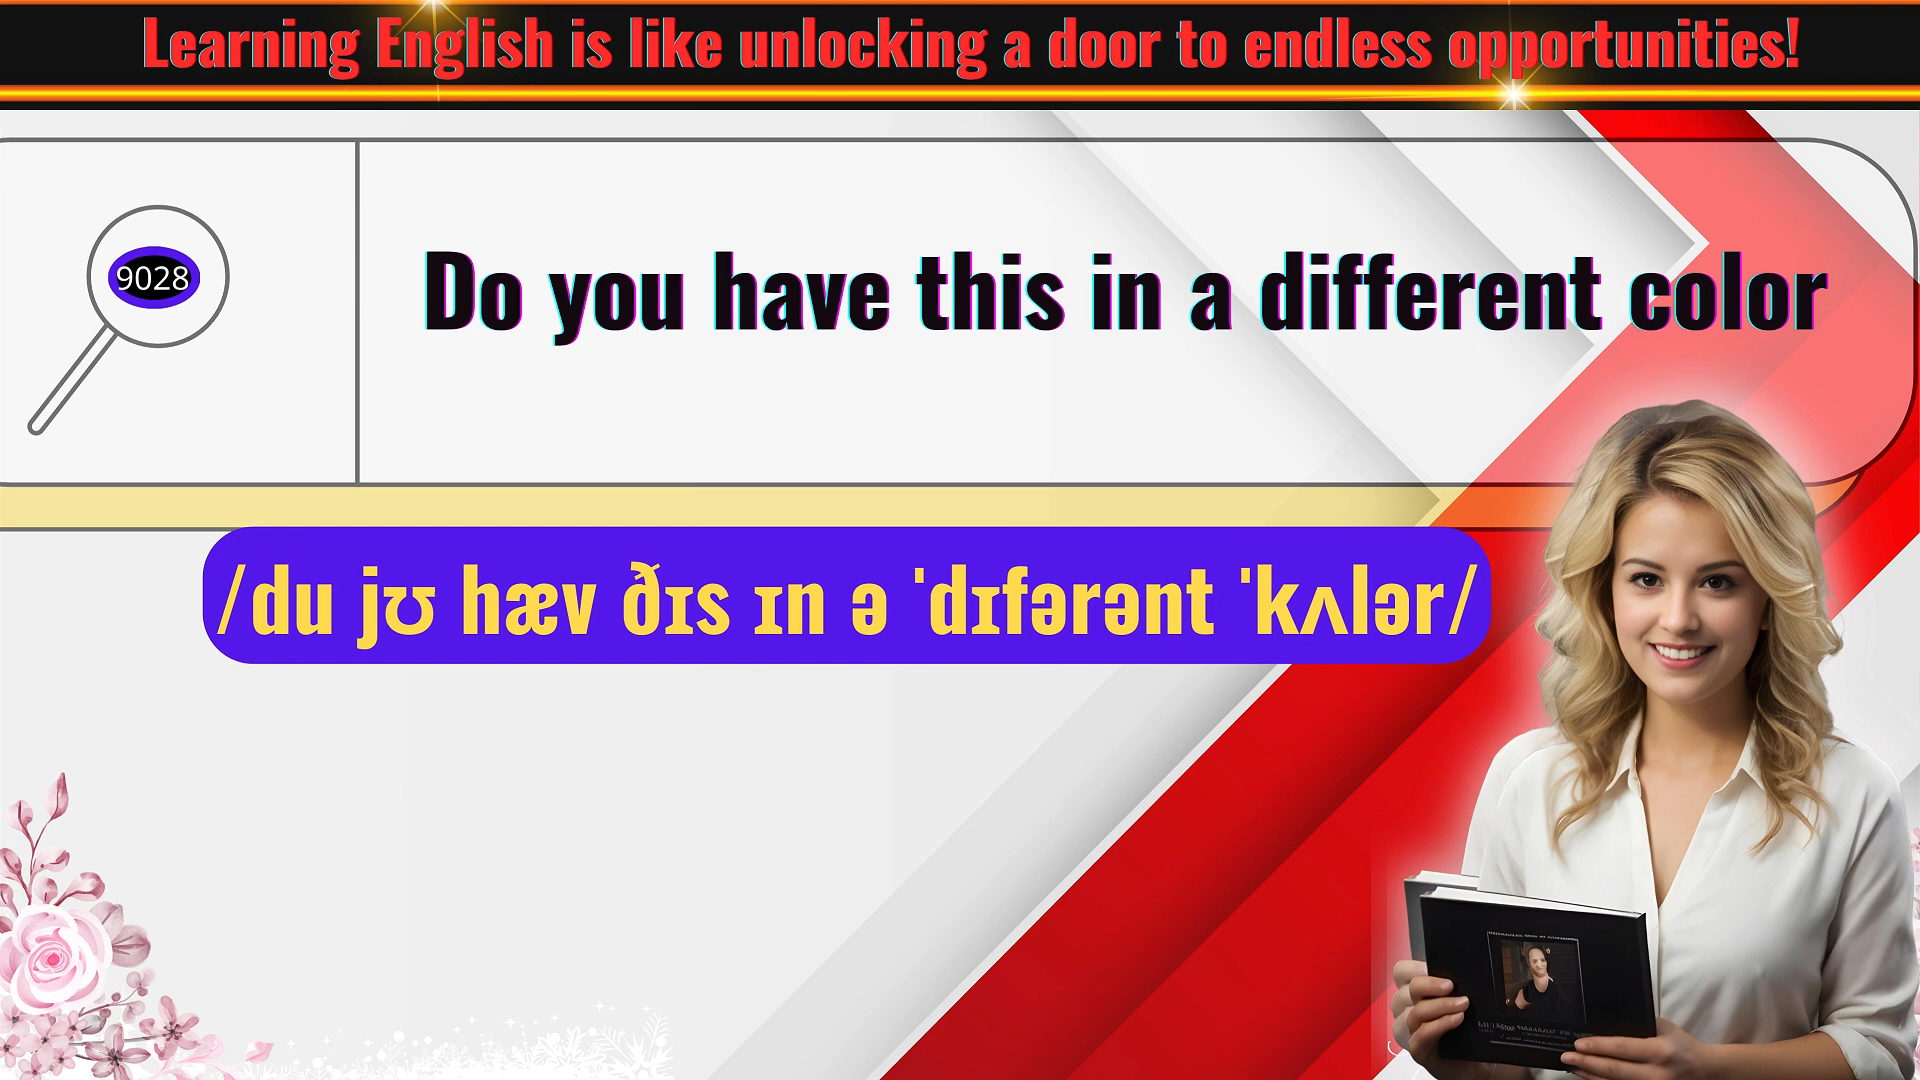 Learning English is like unlocking a door to endless opportunities!
9028
Do you have this in a different color
/du jʊ hæv ðɪs ɪn ə ˈdɪfərənt ˈkʌlər/